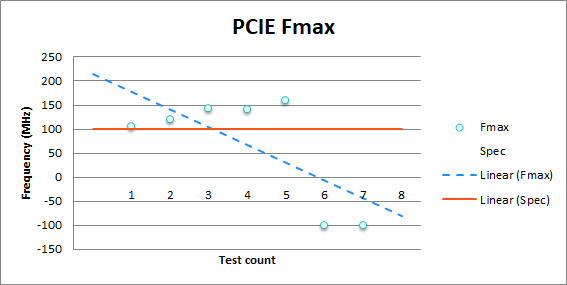 PCIE Fmax
250
200
150
100
50
0
-50
-100
-150
Frequency (MHz)
1 2 3 4 5 6 7 8
Test count
Fmax
Spec
Linear (Fmax)
Linear (Spec)